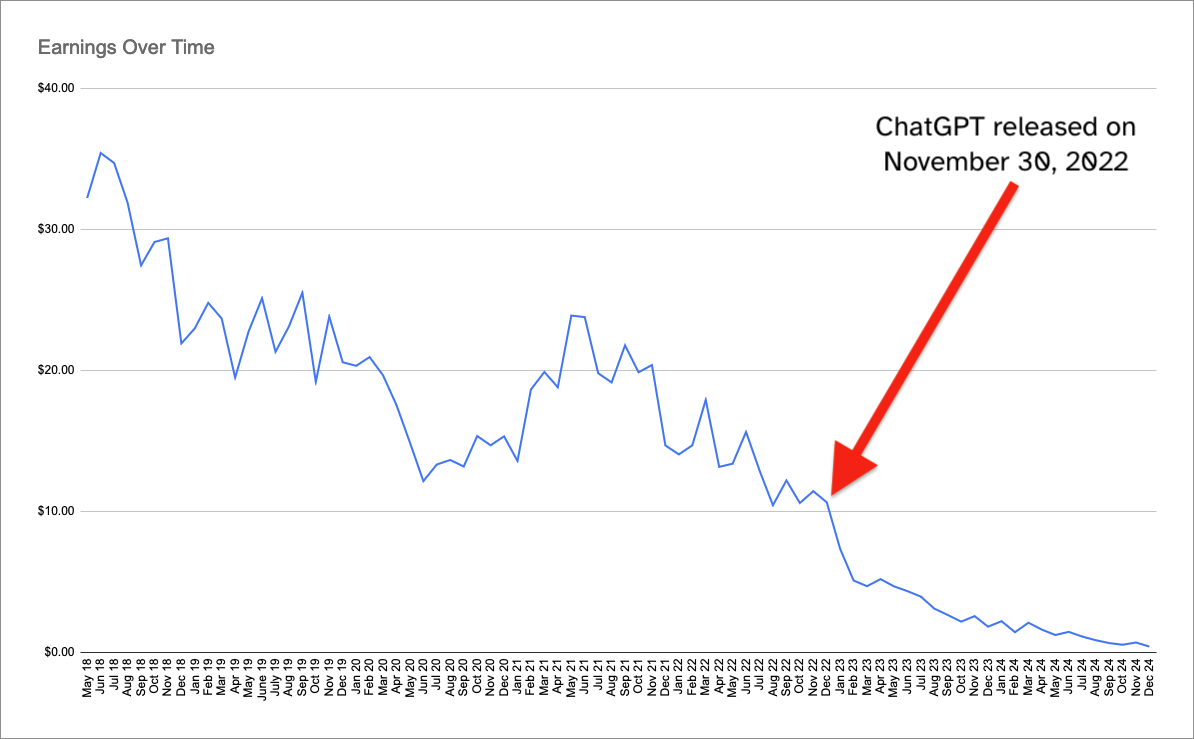 Earnings Over Time
$40.00
ChatGPT released on
November 30, 2022
$30.00
$20.00
$10.00
$0.00
May 18
Jun 18
Jul 18
Aug 18
Sep 18
Oct 18
Nov 18
Dec 18
Jan 19
Feb 19
Mar 19
Apr 19
May 19
June 19
July 19
Aug 19
Sep 19
Oct 19
Nov 19
Dec 19
Jan 20
Feb 20
Mar 20
Apr 20
May 20
Jun 20
Jul 20
Aug 20
Sep 20
Oct 20
Nov 20
Dec 20
Jan 21
Feb 21
Mar 21
Apr 21
May 21
Jun 21
Jul 21
Aug 21
Sep 21
Oct 21
Nov 21
Dec 21
Jan 22
Feb 22
Mar 22
Apr 22
May 22
Jun 22
Jul 22
Aug 22
Sep 22
Oct 22
Nov 22
Dec 22
Jan 23
Feb 23
Mar 23
Apr 23
May 23
Jun 23
Jul 23
Aug 23
Sep 23
Oct 23
Nov 23
Dec 23
Jan 24
Feb 24
Mar 24
Apr 24
May 24
Jun 24
Jul 24
Aug 24
Sep 24
Oct 24
Nov 24
Dec 24